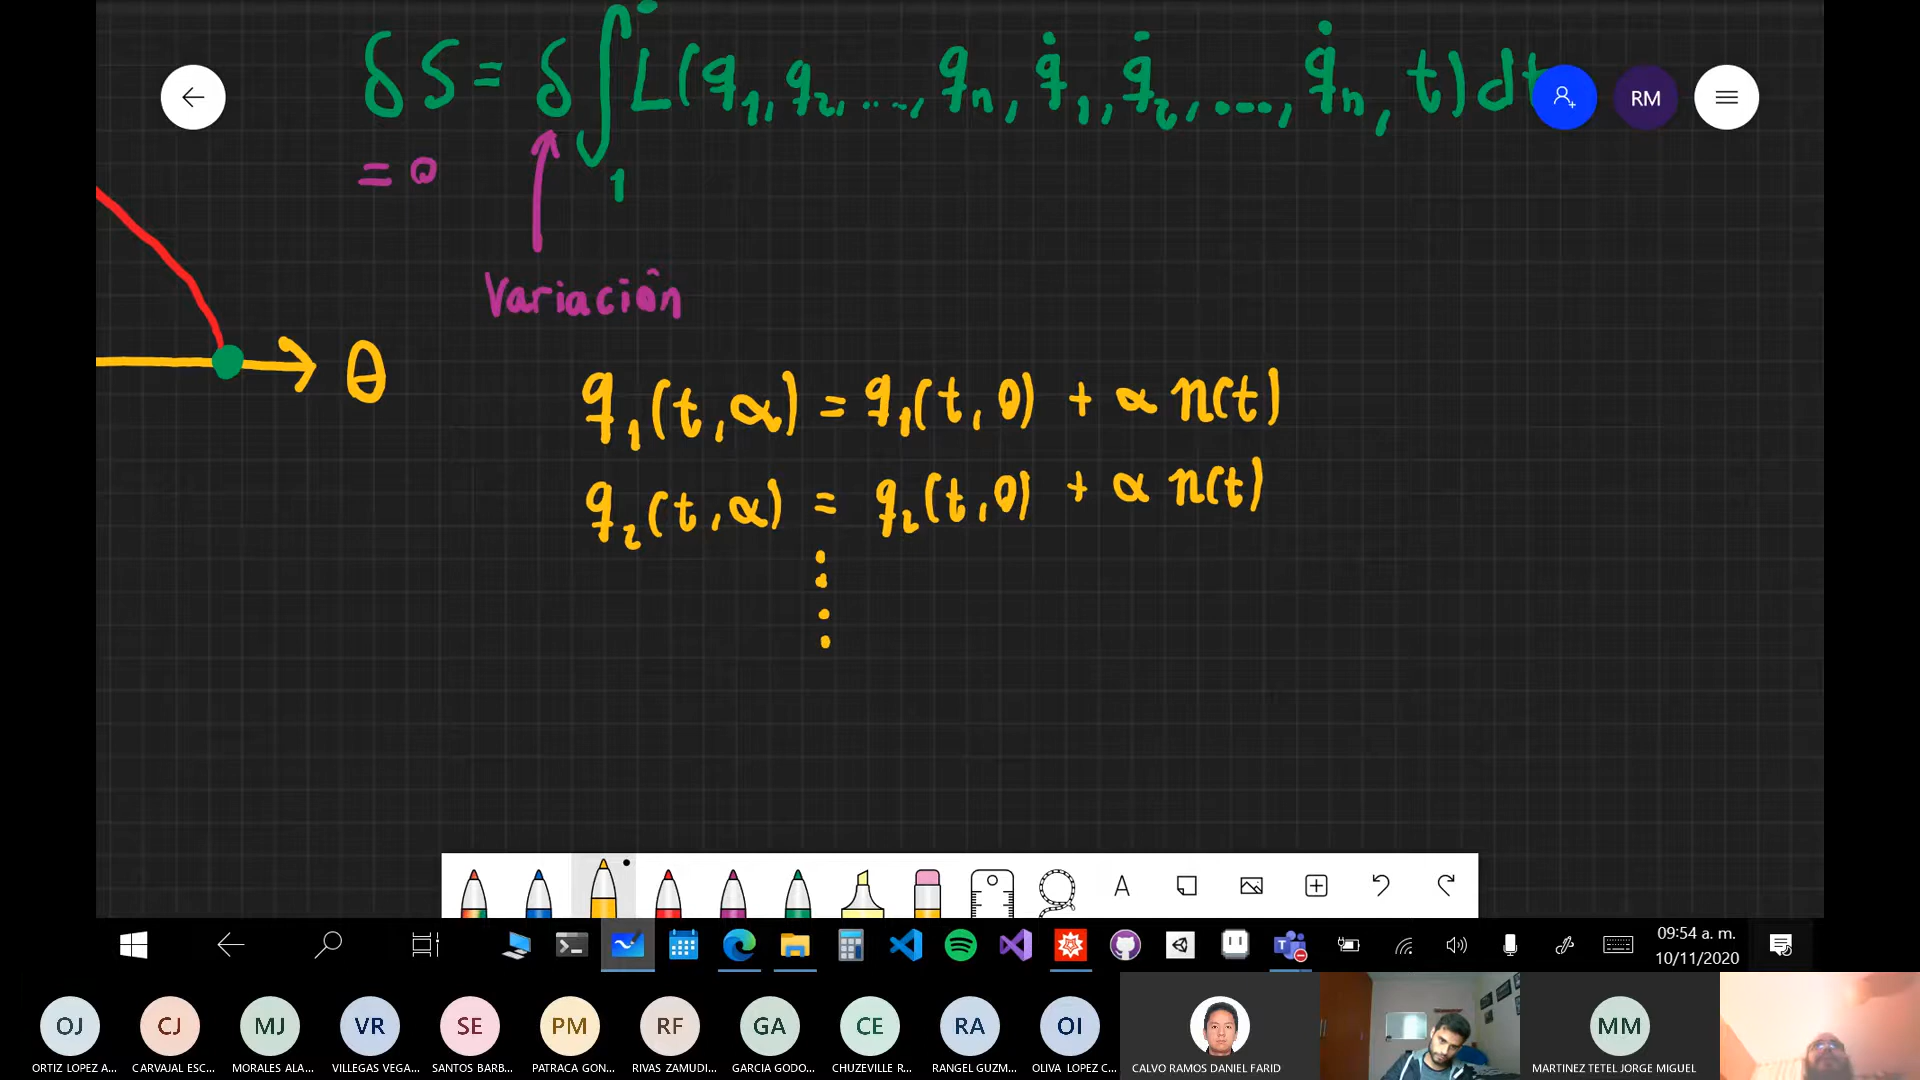 δS = δ∫L(q₁, q₂, ..., qₙ, q̇₁, q̇₂, ..., q̇ₙ, t)dt
1
= 0
Variación
θ
q₁(t, α) = q₁(t, 0) + α η(t)
q₂(t, α) = q₂(t, 0) + α η(t)
RM
A
09:54 a. m.
10/11/2020
OJ
CJ
MJ
VR
SE
PM
RF
GA
CE
RA
OI
MM
ORTIZ LOPEZ A...
CARVAJAL ESC...
MORALES ALA...
VILLEGAS VEGA...
SANTOS BARB...
PATRACA GON...
RIVAS ZAMUDI...
GARCIA GODO...
CHUZEVILLE R...
RANGEL GUZM...
OLIVA LOPEZ C...
CALVO RAMOS DANIEL FARID
MARTINEZ TETEL JORGE MIGUEL